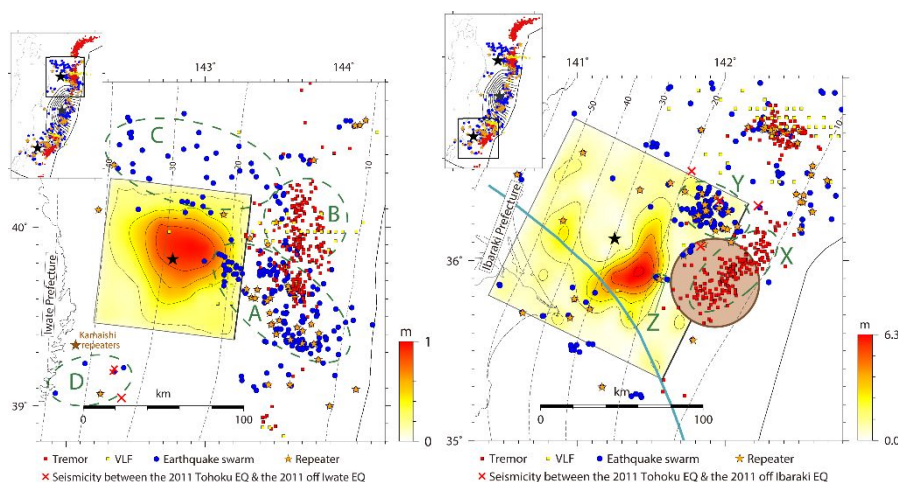 143° 144°
C
-30
-20
-10
B
40°
A
Iwate Prefecture
Kamaishi
repeaters
D
km
39°
0 100
m
1
0
Tremor VLF Earthquake swarm Repeater
Seismicity between the 2011 Tohoku EQ & the 2011 off Iwate EQ
141° 142°
-50
-40
-30
-20
-10
Ibaraki Prefecture
Y
X
36°
Z
km
0 100
35°
m
6.3
0.0
Tremor VLF Eathquake swarm Repeater
Seismicity between the 2011 Tohoku EQ & the 2011 off Ibaraki EQ